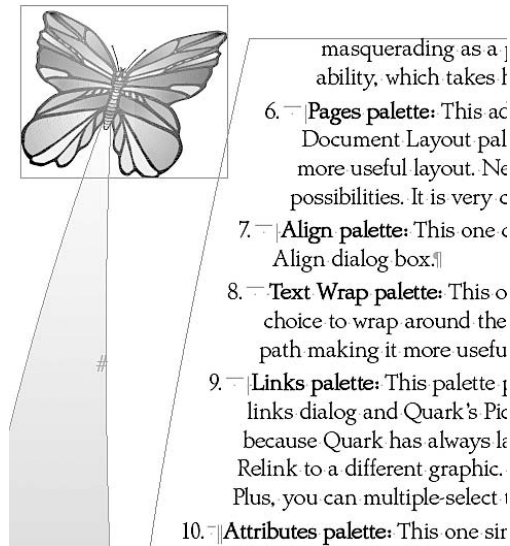 masquerading as a
ability, which takes
6. Pages palette: This
Document Layout
more useful layout.
possibilities. It is very
7. Align palette: This one
Align dialog box.¶
8. Text Wrap palette: This
choice to wrap around the
path making it more
#
9. Links palette: This palette
links dialog and Quark's
because Quark has always
Relink to a different graphic.
Plus, you can multiple-select
10. Attributes palette: This one